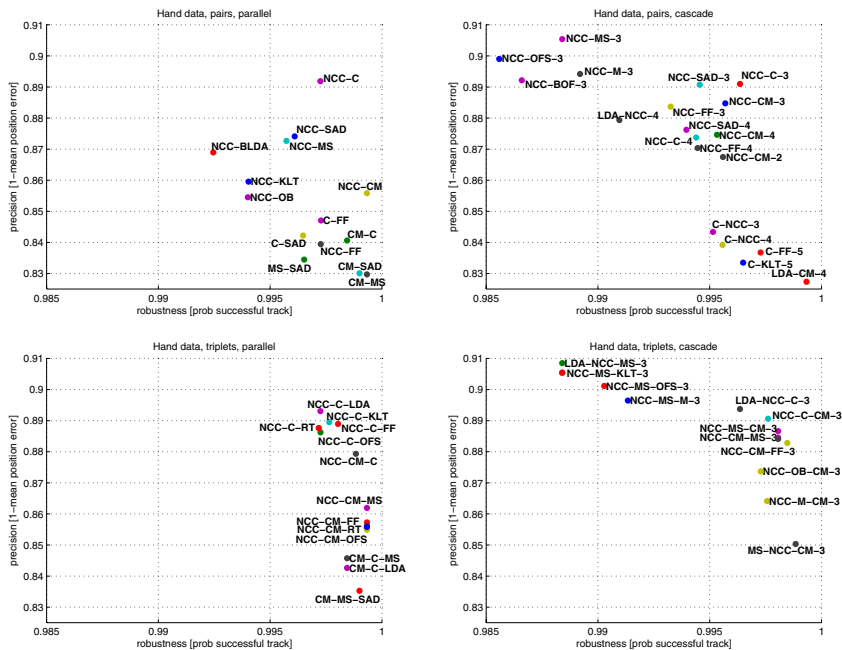 Hand data, pairs, parallel
precision [1−mean position error]
0.91
0.9
0.89
0.88
0.87
0.86
0.85
0.84
0.83
NCC−C
NCC−SAD
NCC−MS
NCC−BLDA
NCC−KLT
NCC−OB
NCC−CM
C−FF
CM−C
C−SAD
NCC−FF
MS−SAD
CM−SAD
CM−MS
0.985
0.99
0.995
1
robustness [prob successful track]
Hand data, pairs, cascade
precision [1−mean position error]
0.91
0.9
0.89
0.88
0.87
0.86
0.85
0.84
0.83
NCC−MS−3
NCC−OFS−3
NCC−M−3
NCC−BOF−3
NCC−SAD−3
NCC−C−3
NCC−CM−3
NCC−FF−3
LDA−NCC−4
NCC−SAD−4
NCC−CM−4
NCC−C−4
NCC−FF−4
NCC−CM−2
C−NCC−3
C−NCC−4
C−FF−5
C−KLT−5
LDA−CM−4
0.985
0.99
0.995
1
robustness [prob successful track]
Hand data, triplets, parallel
precision [1−mean position error]
0.91
0.9
0.89
0.88
0.87
0.86
0.85
0.84
0.83
NCC−C−LDA
NCC−C−KLT
NCC−C−RT
NCC−C−FF
NCC−C−OFS
NCC−CM−C
NCC−CM−MS
NCC−CM−FF
NCC−CM−RT
NCC−CM−OFS
CM−C−MS
CM−C−LDA
CM−MS−SAD
0.985
0.99
0.995
1
robustness [prob successful track]
Hand data, triplets, cascade
precision [1−mean position error]
0.91
0.9
0.89
0.88
0.87
0.86
0.85
0.84
0.83
LDA−NCC−MS−3
NCC−MS−KLT−3
NCC−MS−OFS−3
NCC−MS−M−3
LDA−NCC−C−3
NCC−C−CM−3
NCC−MS−CM−3
NCC−CM−MS−3
NCC−CM−FF−3
NCC−OB−CM−3
NCC−M−CM−3
MS−NCC−CM−3
0.985
0.99
0.995
1
robustness [prob successful track]